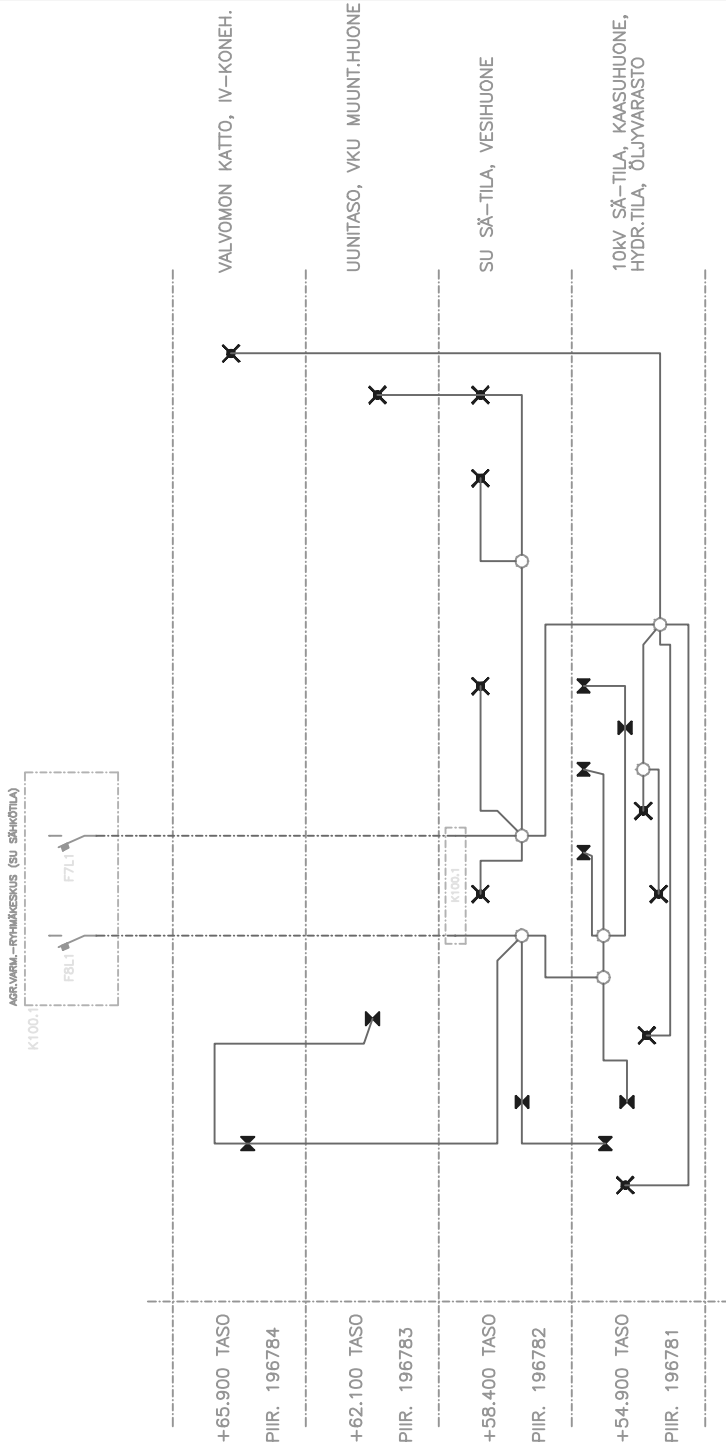 VALVOMON KATTO, IV-KONEH.
UUNITASO, VKU MUUNT.HUONE
SU SÄ-TILA, VESIHUONE
10kV SÄ-TILA, KAASUHUONE,
HYDR.TILA, ÖLJYVARASTO
AGR.VARM.-RYHMÄKESKUS (SU SÄHKÖTILA)
K100.1
F7L1
F8L1
K100.1
+65.900 TASO
PIIR. 196784
+62.100 TASO
PIIR. 196783
+58.400 TASO
PIIR. 196782
+54.900 TASO
PIIR. 196781